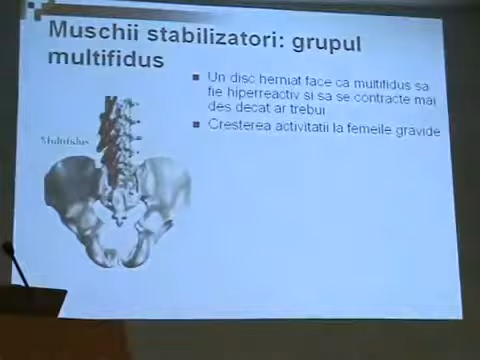 Muschii stabilizatori: grupul
multifidus
Un disc herniat face ca multifidus sa
fie hiperreactiv si sa se contracte mai
des decat ar trebui
Cresterea activitatii la femeile gravide
Multifidus